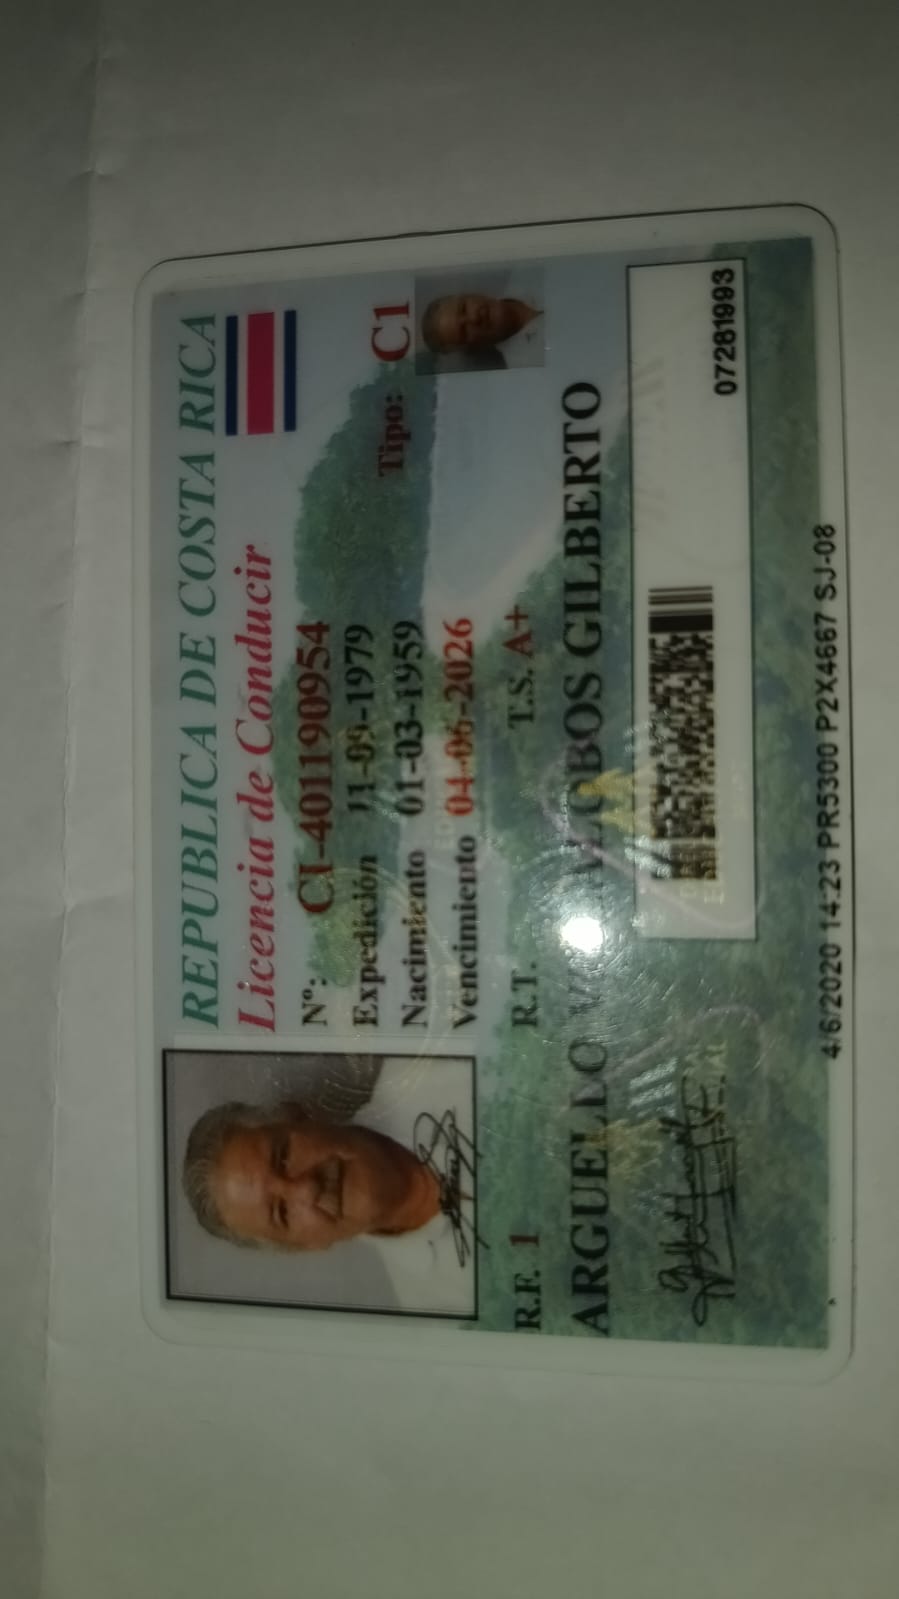 REPUBLICA DE COSTA RICA
Licencia de Conducir
Nº: CI-401190954
Expedición 11-09-1979
Nacimiento 01-03-1959
Tipo: C1
Vencimiento 04-06-2026
R.F. 1 R.T. T.S. A+
ARGUELLO GILBERTO
07281993
4/6/2020 14:23 PR5300 P2X4667 SJ-08